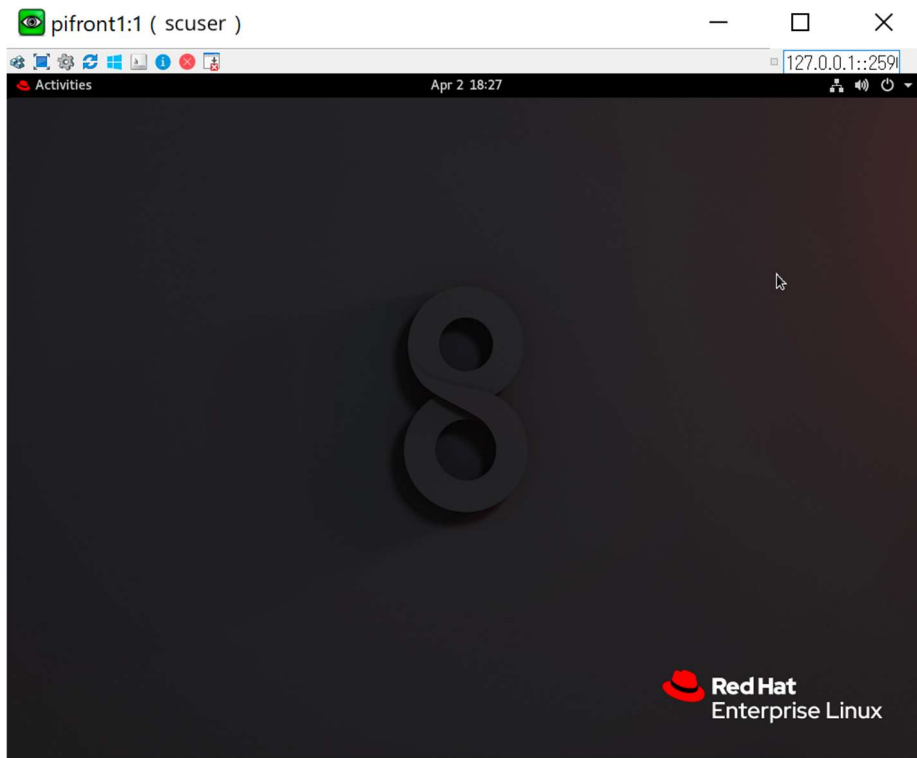 pifront1:1 ( scuser )
127.0.0.1::259
Activities
Apr 2 18:27
8
Red Hat
Enterprise Linux